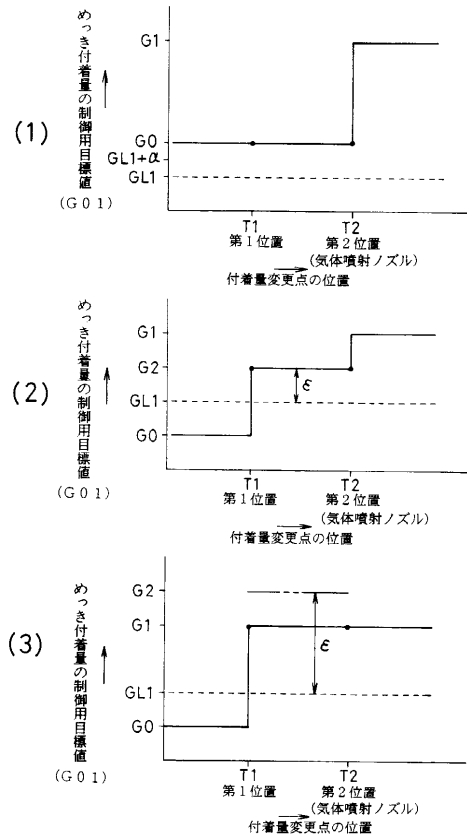 (1)
めっき付着量の制御用目標値
(G01)
G1
G0
GL1+α
GL1
T1
第1位置
T2
第2位置
(気体噴射ノズル)
付着量変更点の位置
(2)
めっき付着量の制御用目標値
(G01)
G1
G2
GL1
G0
ε
T1
第1位置
T2
第2位置
(気体噴射ノズル)
付着量変更点の位置
(3)
めっき付着量の制御用目標値
(G01)
G2
G1
GL1
G0
ε
T1
第1位置
T2
第2位置
(気体噴射ノズル)
付着量変更点の位置